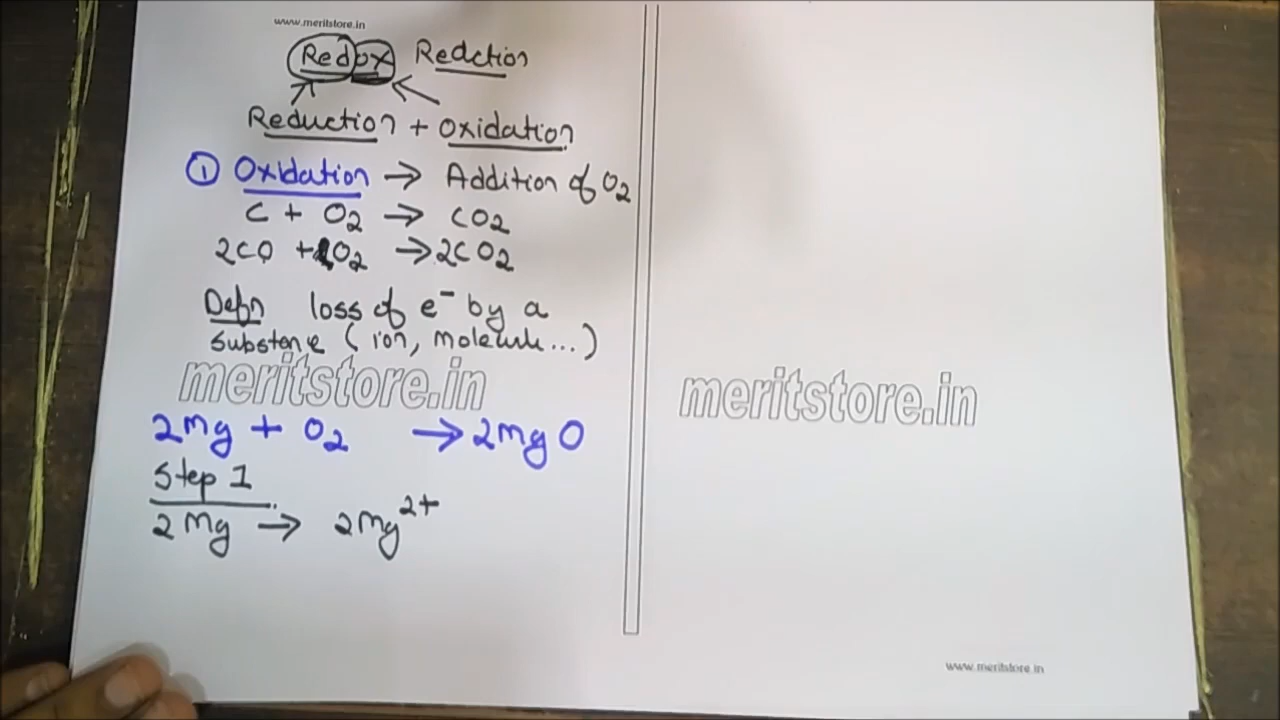 www.meritstore.in
Redox Reaction
Reduction + Oxidation
① Oxidation → Addition of O₂
C + O₂ → CO₂
2CO + O₂ → 2CO₂
Defn loss of e⁻ by a
substance (ion, molecule...)
meritstore.in
2Mg + O₂ → 2MgO
Step 1
2Mg → 2Mg²⁺
meritstore.in
www.meritstore.in